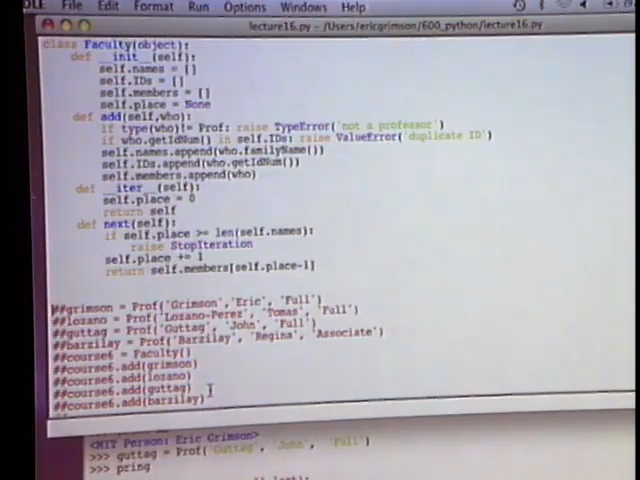 DLE File Edit Format Run Options Windows Help
lecture16.py - /Users/ericgrimson/600_python/lecture16.py
class Faculty(object):
def __init__(self):
self.names = []
self.IDs = []
self.members = []
self.place = None
def add(self,who):
if type(who)!= Prof: raise TypeError('not a professor')
if who.getIdNum() in self.IDs: raise ValueError('duplicate ID')
self.names.append(who.familyName())
self.IDs.append(who.getIdNum())
self.members.append(who)
def __iter__(self):
self.place = 0
return self
def next(self):
if self.place >= len(self.names):
raise StopIteration
self.place += 1
return self.members[self.place-1]
##grimson = Prof('Grimson','Eric', 'Full')
##lozano = Prof('Lozano-Perez', 'Tomas', 'Full')
##guttag = Prof('Guttag', 'John', 'Full')
##barzilay = Prof('Barzilay', 'Regina', 'Associate')
##course6 = Faculty()
##course6.add(grimson)
##course6.add(lozano)
##course6.add(guttag)
##course6.add(barzilay)
<MIT Person: Eric Grimson>
>>> guttag = Prof('Guttag', 'John', 'Full')
>>> pring